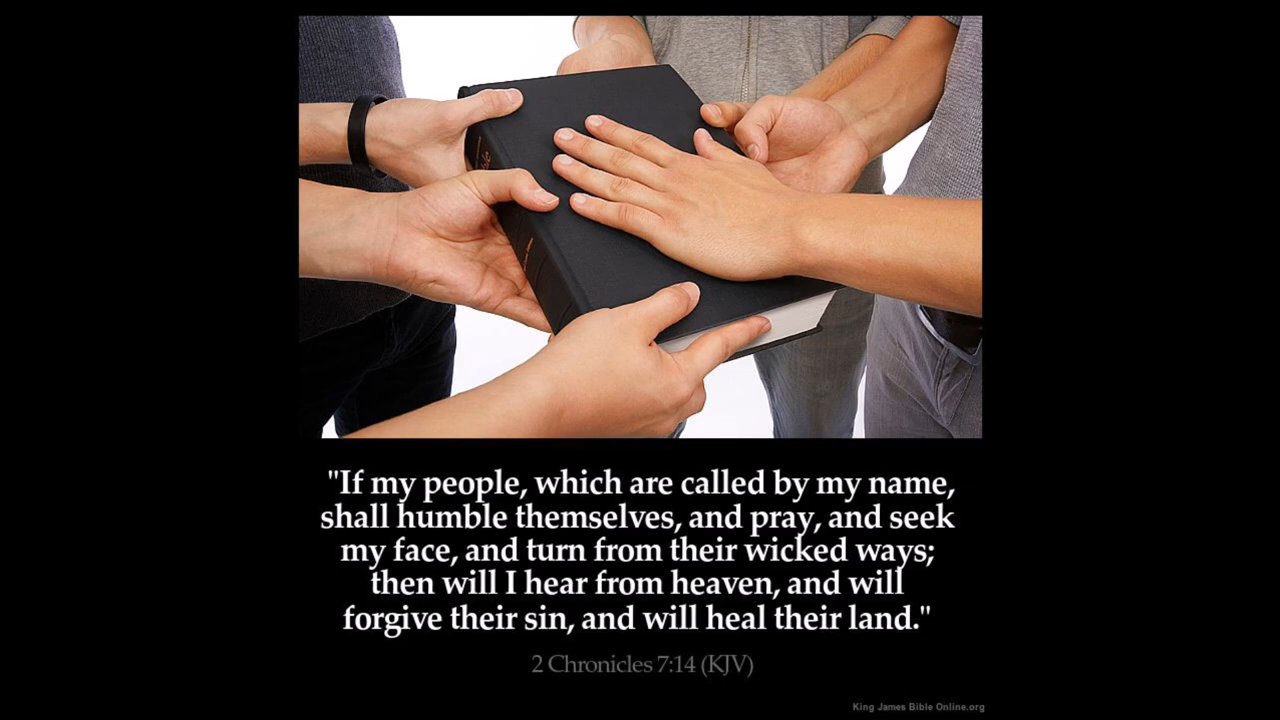 "If my people, which are called by my name,
shall humble themselves, and pray, and seek
my face, and turn from their wicked ways;
then will I hear from heaven, and will
forgive their sin, and will heal their land."
2 Chronicles 7:14 (KJV)
King James Bible Online.org